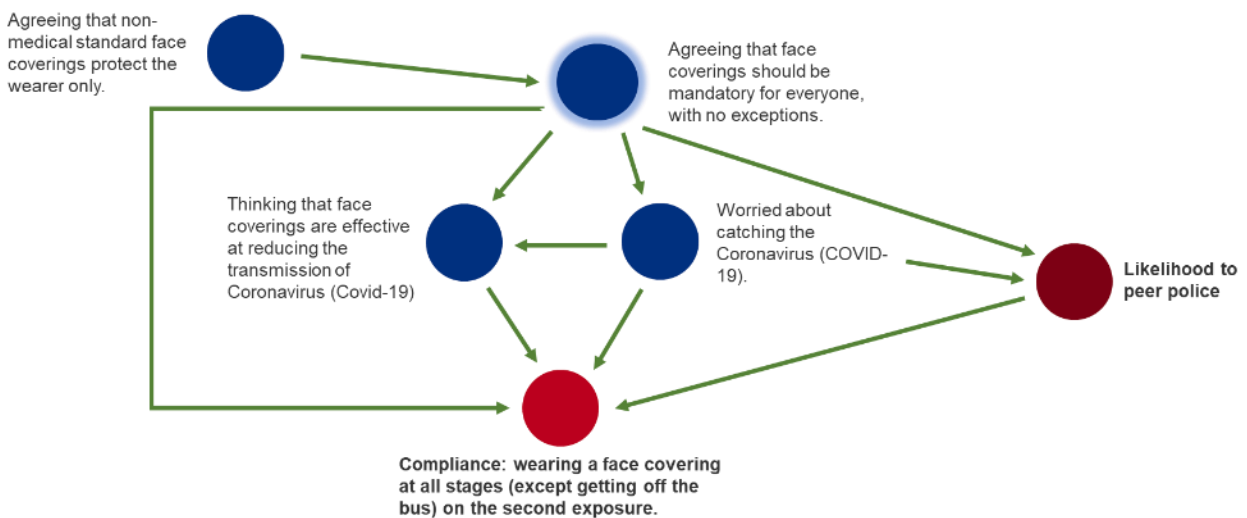 Agreeing that non-
medical standard face
coverings protect the
wearer only.
Agreeing that face
coverings should be
mandatory for everyone,
with no exceptions.
Thinking that face
coverings are effective
at reducing the
transmission of
Coronavirus (Covid-19)
Worried about
catching the
Coronavirus (COVID-
19).
Likelihood to
peer police
Compliance: wearing a face covering
at all stages (except getting off the
bus) on the second exposure.